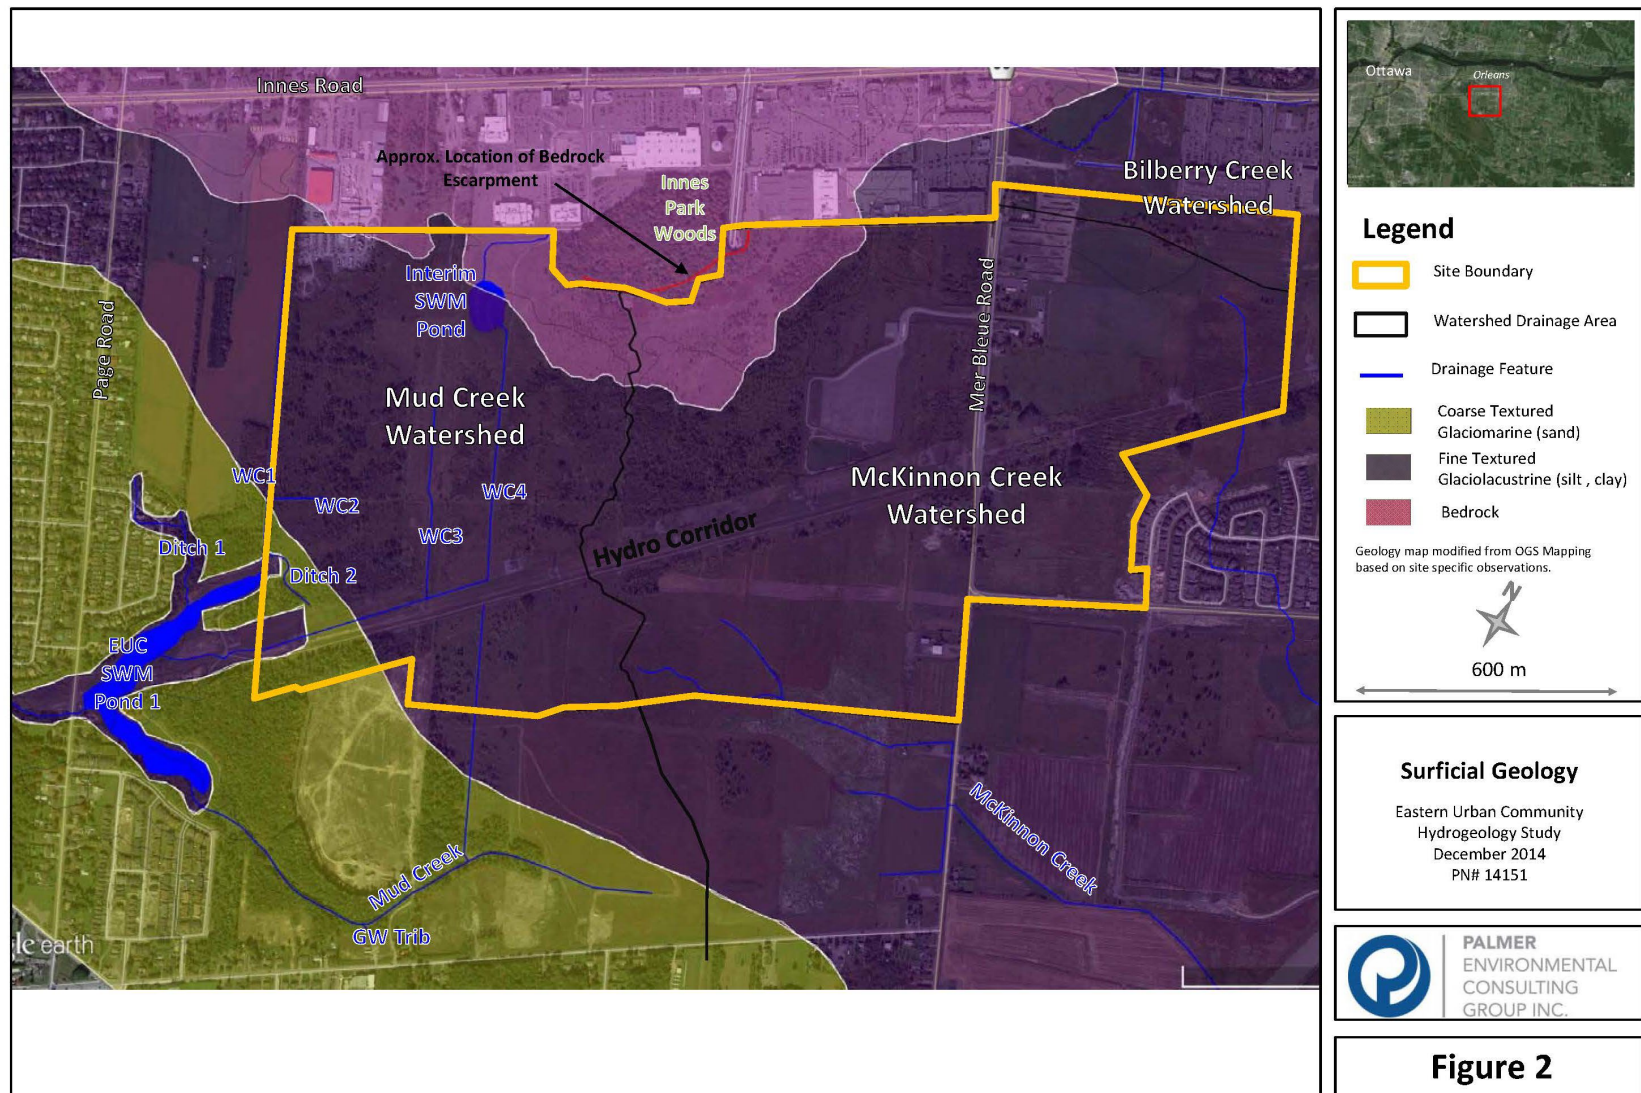 Innes Road
Approx. Location of Bedrock
Escarpment
Innes
Park
Woods
Bilberry Creek
Watershed
Interim
SWM
Pond
Page Road
Mer Bleue Road
Mud Creek
Watershed
McKinnon Creek
Watershed
WC1
WC2
WC4
WC3
Hydro Corridor
Ditch 1
Ditch 2
EUC
SWM
Pond 1
McKinnon Creek
Mud Creek
GW Trib
le earth
Ottawa
Orleans
Legend
Site Boundary
Watershed Drainage Area
Drainage Feature
Coarse Textured
Glaciomarine (sand)
Fine Textured
Glaciolacustrine (silt , clay)
Bedrock
Geology map modified from OGS Mapping
based on site specific observations.
N
600 m
Surficial Geology
Eastern Urban Community
Hydrogeology Study
December 2014
PN# 14151
PALMER
ENVIRONMENTAL
CONSULTING
GROUP INC.
Figure 2